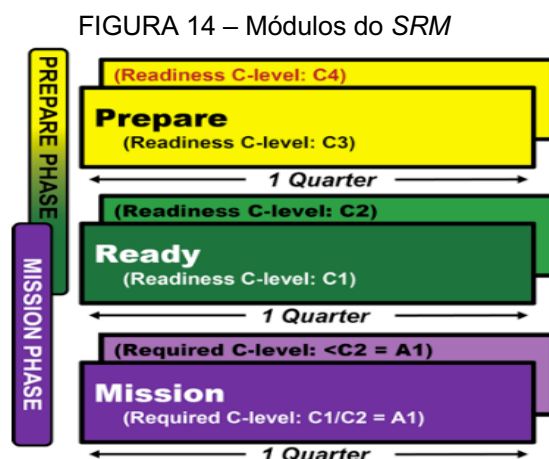 FIGURA 14 – Módulos do SRM
PREPARE PHASE
(Readiness C-level: C4)
Prepare
(Readiness C-level: C3)
1 Quarter
(Readiness C-level: C2)
Ready
(Readiness C-level: C1)
1 Quarter
MISSION PHASE
(Required C-level: <C2 = A1)
Mission
(Required C-level: C1/C2 = A1)
1 Quarter